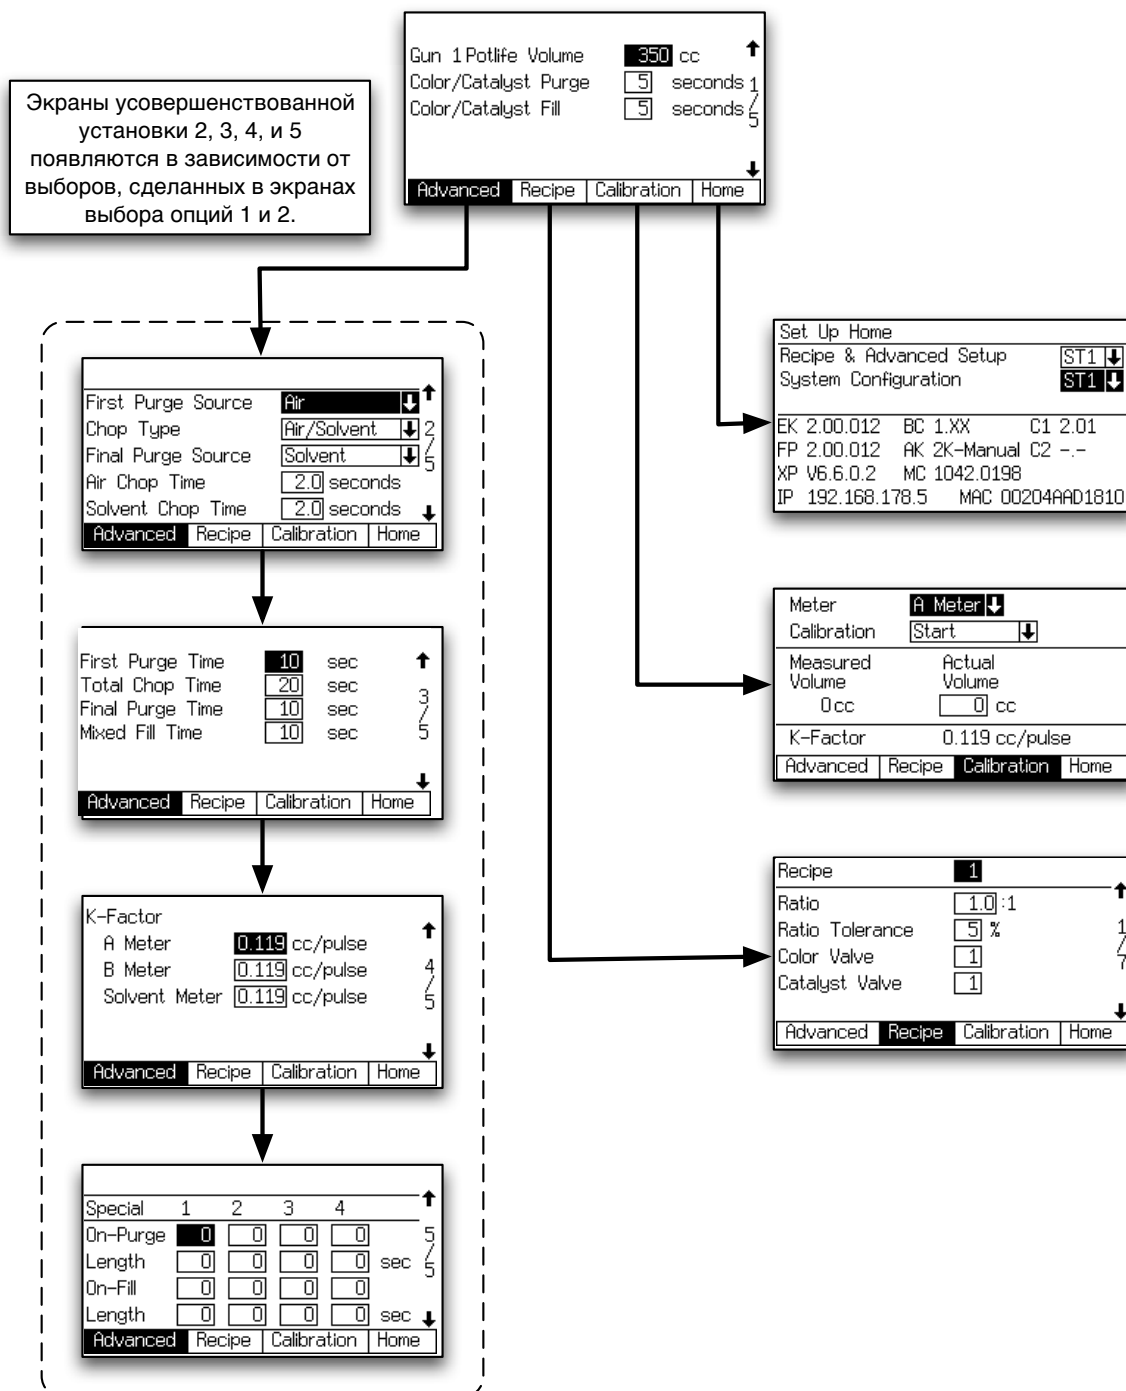 Gun 1 Potlife Volume 350 cc
Color/Catalyst Purge 5 seconds
Color/Catalyst Fill 5 seconds
1/5
Advanced Recipe Calibration Home
Экраны усовершенствованной
установки 2, 3, 4, и 5
появляются в зависимости от
выборов, сделанных в экранах
выбора опций 1 и 2.
First Purge Source Air
Chop Type Air/Solvent
Final Purge Source Solvent
Air Chop Time 2.0 seconds
Solvent Chop Time 2.0 seconds
2/5
Advanced Recipe Calibration Home
First Purge Time 10 sec
Total Chop Time 20 sec
Final Purge Time 10 sec
Mixed Fill Time 10 sec
3/5
Advanced Recipe Calibration Home
K-Factor
A Meter 0.119 cc/pulse
B Meter 0.119 cc/pulse
Solvent Meter 0.119 cc/pulse
4/5
Advanced Recipe Calibration Home
Special 1 2 3 4
On-Purge 0 0 0 0
Length 0 0 0 0 sec
On-Fill 0 0 0 0
Length 0 0 0 0 sec
5/5
Advanced Recipe Calibration Home
Set Up Home
Recipe & Advanced Setup ST1
System Configuration ST1
EK 2.00.012 BC 1.XX C1 2.01
FP 2.00.012 AK 2K-Manual C2 -.-
XP V6.6.0.2 MC 1042.0198
IP 192.168.178.5 MAC 00204AAD1810
Meter A Meter
Calibration Start
Measured Actual
Volume Volume
0 cc 0 cc
K-Factor 0.119 cc/pulse
Advanced Recipe Calibration Home
Recipe 1
Ratio 1.0 :1
Ratio Tolerance 5 %
Color Valve 1
Catalyst Valve 1
1/7
Advanced Recipe Calibration Home